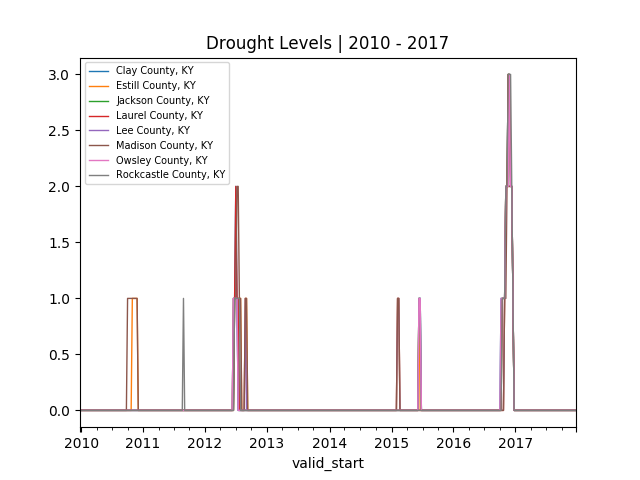 Drought Levels | 2010 - 2017
3.0
2.5
2.0
1.5
1.0
0.5
0.0
Clay County, KY
Estill County, KY
Jackson County, KY
Laurel County, KY
Lee County, KY
Madison County, KY
Owsley County, KY
Rockcastle County, KY
2010 2011 2012 2013 2014 2015 2016 2017
valid_start